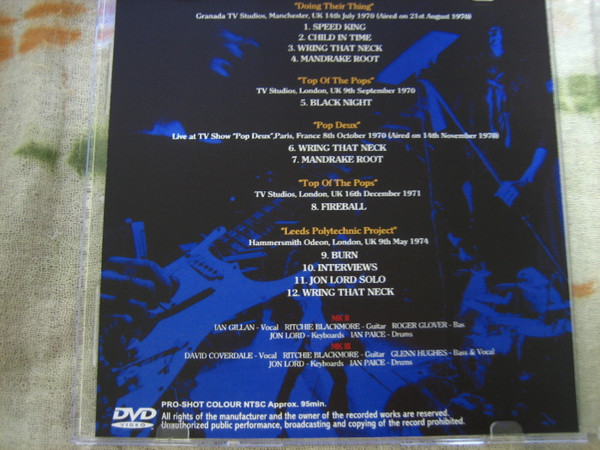 "Doing Their Thing"
Granada TV Studios, Manchester, UK 14th July 1970 (Aired on 21st August 1970)
1. SPEED KING
2. CHILD IN TIME
3. WRING THAT NECK
4. MANDRAKE ROOT
"Top Of The Pops"
TV Studios, London, UK 9th September 1970
5. BLACK NIGHT
"Pop Deux"
Live at TV Show "Pop Deux",Paris, France 8th October 1970 (Aired on 14th November 1970)
6. WRING THAT NECK
7. MANDRAKE ROOT
"Top Of The Pops"
TV Studios, London, UK 16th December 1971
8. FIREBALL
"Leeds Polytechnic Project"
Hammersmith Odeon, London, UK 9th May 1974
9. BURN
10. INTERVIEWS
11. JON LORD SOLO
12. WRING THAT NECK
MK II
IAN GILLAN - Vocal RITCHIE BLACKMORE - Guitar ROGER GLOVER - Bas
JON LORD - Keyboards IAN PAICE - Drums
MK III
DAVID COVERDALE - Vocal RITCHIE BLACKMORE - Guitar GLENN HUGHES - Bass & Vocal
JON LORD - Keyboards IAN PAICE - Drums
PRO-SHOT COLOUR NTSC Approx. 95min.
DVD
VIDEO
All rights of the manufacturer and the owner of the recorded works are reserved.
Unauthorized public performance, broadcasting and copying of the record prohibited.